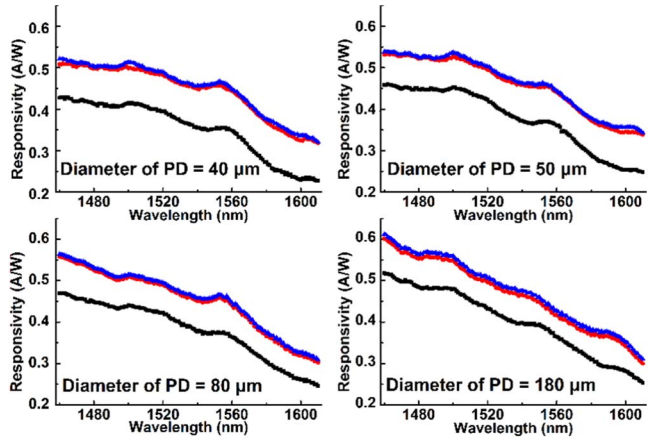 0.6
0.5
0.4
0.3
0.2
Responsivity (A/W)
Diameter of PD = 40 μm
1480 1520 1560 1600
Wavelength (nm)
0.6
0.5
0.4
0.3
0.2
Responsivity (A/W)
Diameter of PD = 50 μm
1480 1520 1560 1600
Wavelength (nm)
0.6
0.5
0.4
0.3
0.2
Responsivity (A/W)
Diameter of PD = 80 μm
1480 1520 1560 1600
Wavelength (nm)
0.6
0.5
0.4
0.3
0.2
Responsivity (A/W)
Diameter of PD = 180 μm
1480 1520 1560 1600
Wavelength (nm)